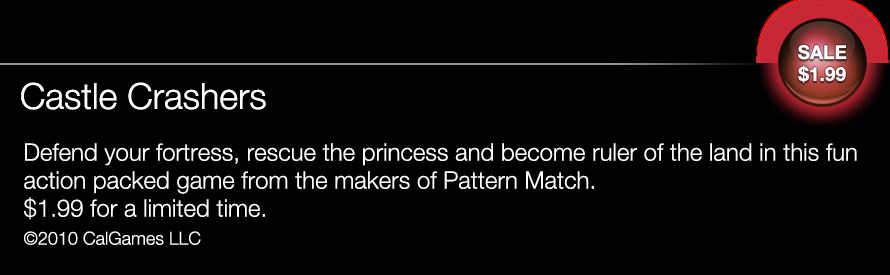 SALE
$1.99
Castle Crashers
Defend your fortress, rescue the princess and become ruler of the land in this fun
action packed game from the makers of Pattern Match.
$1.99 for a limited time.
©2010 CalGames LLC